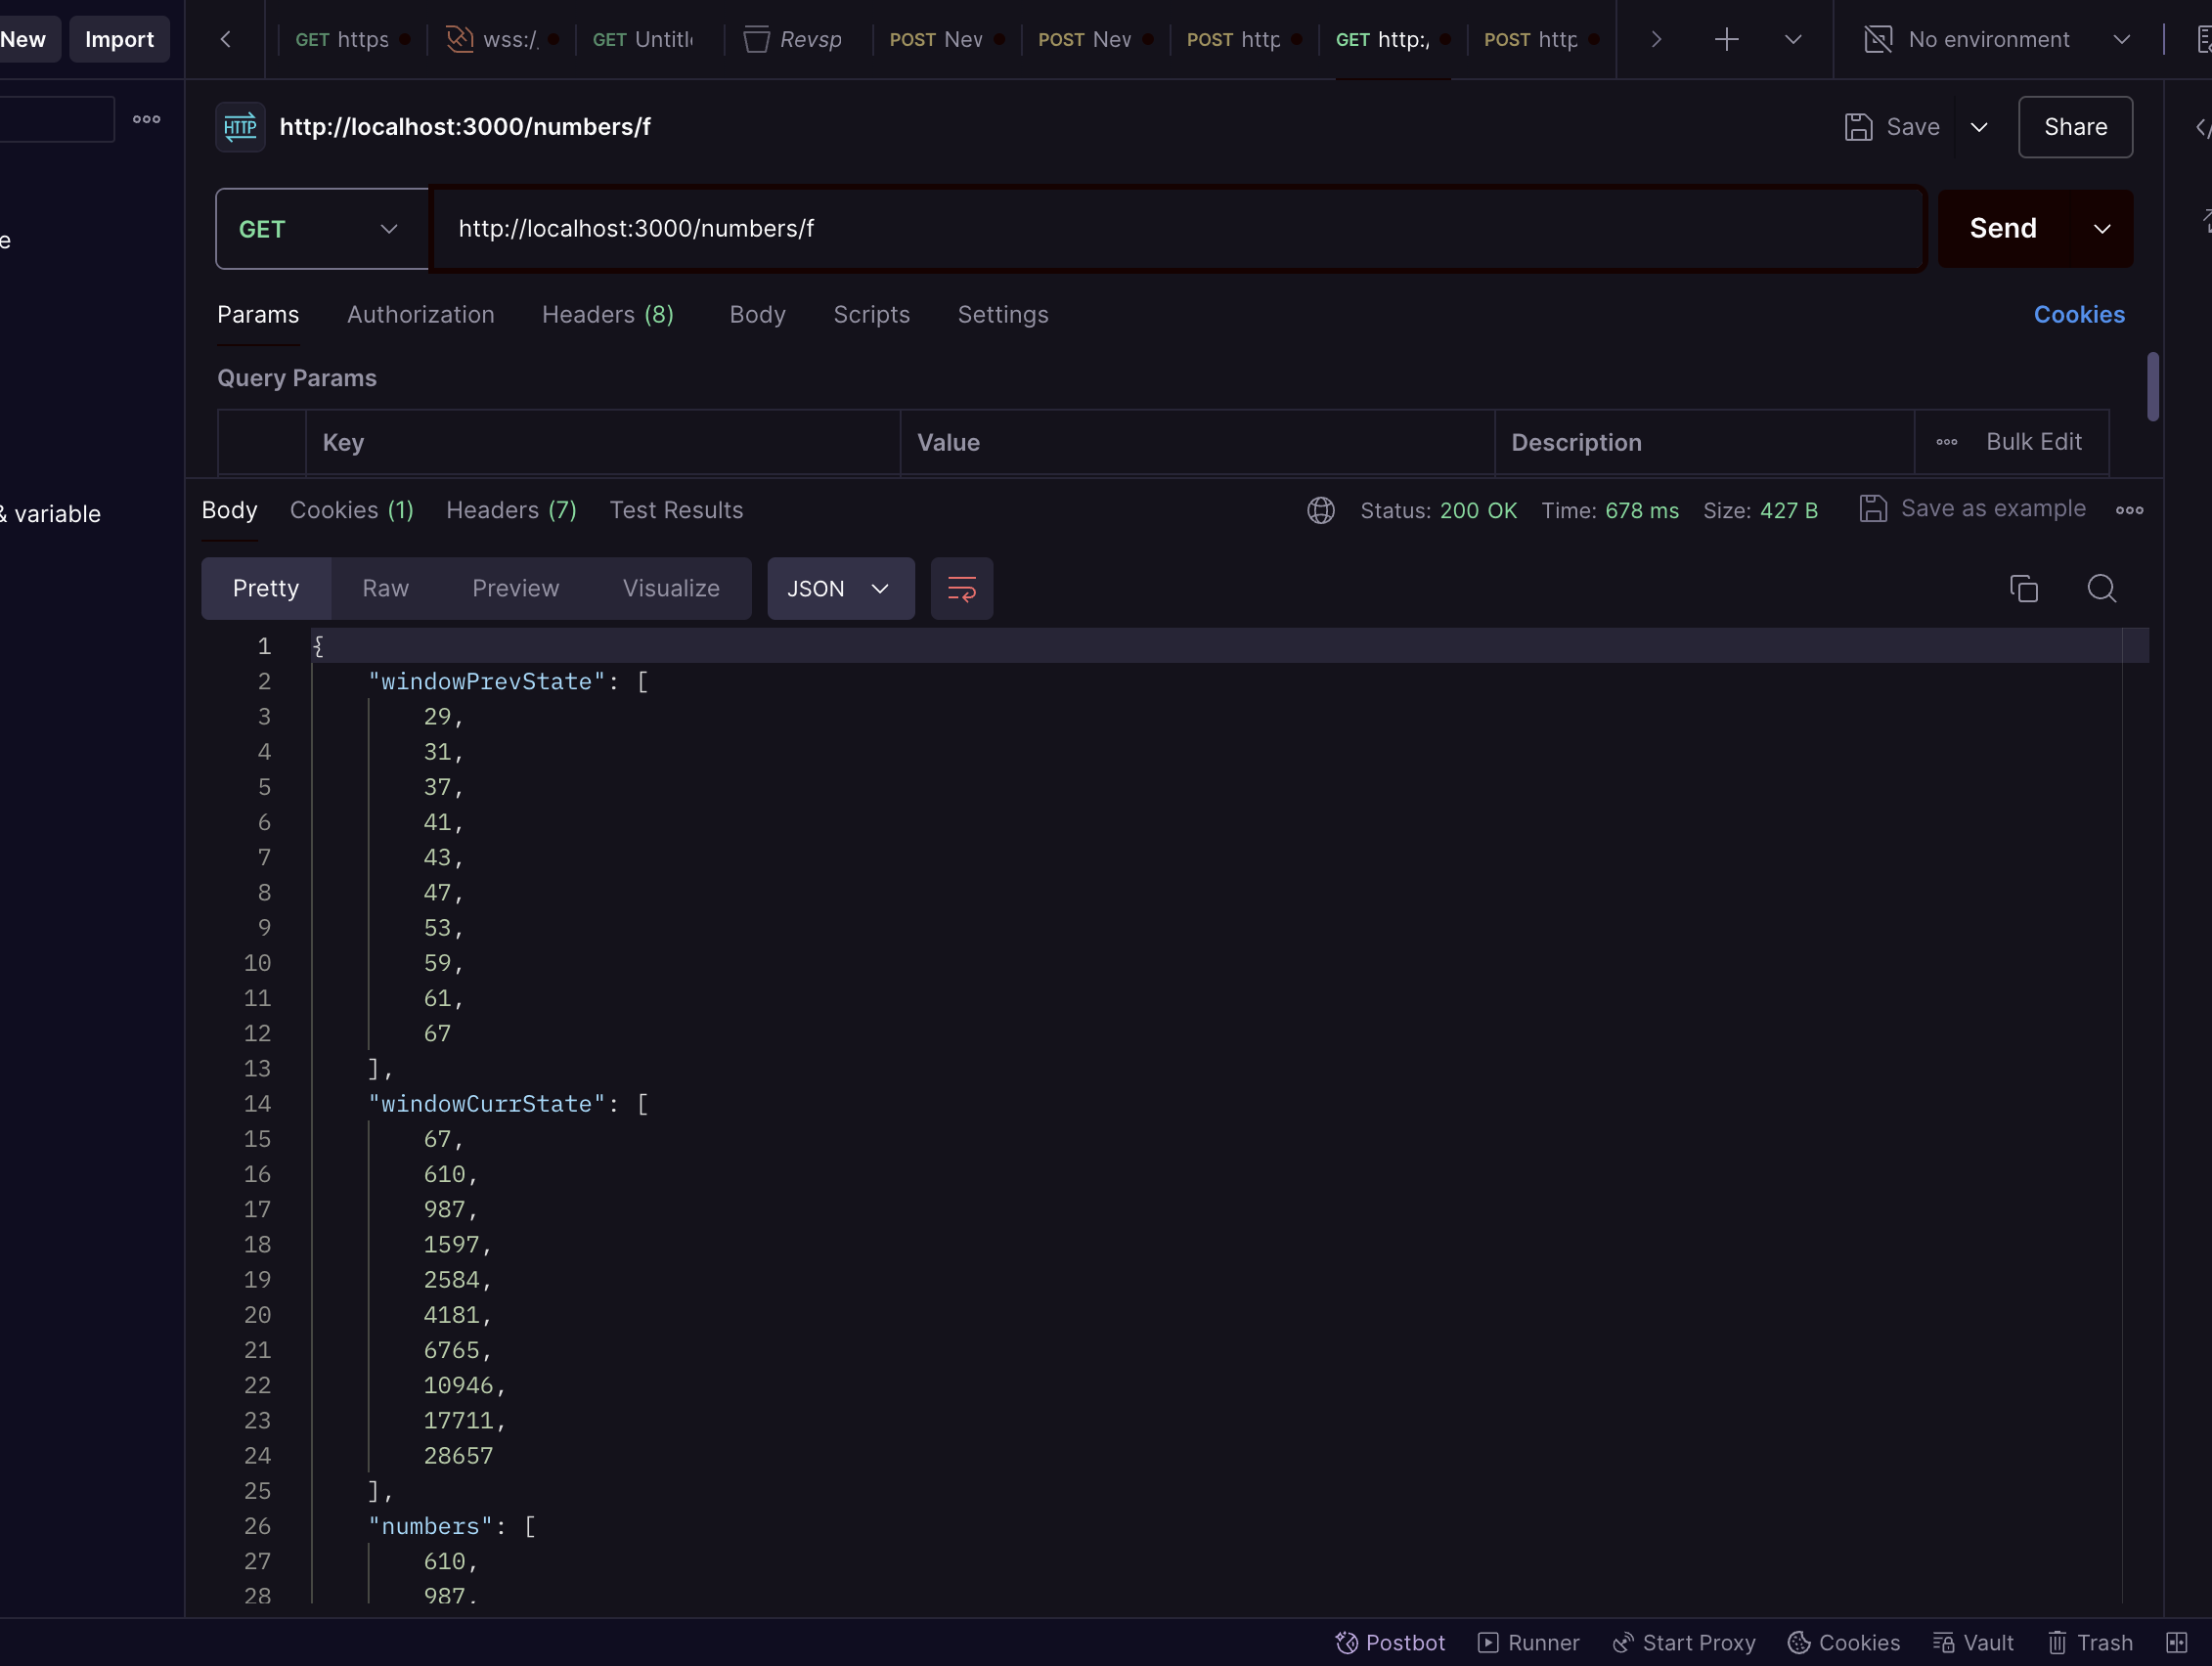 New Import GET https wss:/ GET Untitl Revsp POST Nev POST Nev POST http GET http:/ POST http No environment
HTTP http://localhost:3000/numbers/f Save Share
GET http://localhost:3000/numbers/f Send
e
Params Authorization Headers (8) Body Scripts Settings Cookies
Query Params
Key Value Description Bulk Edit
& variable
Body Cookies (1) Headers (7) Test Results Status: 200 OK Time: 678 ms Size: 427 B Save as example
Pretty Raw Preview Visualize JSON
1 {
2 "windowPrevState": [
3 29,
4 31,
5 37,
6 41,
7 43,
8 47,
9 53,
10 59,
11 61,
12 67
13 ],
14 "windowCurrState": [
15 67,
16 610,
17 987,
18 1597,
19 2584,
20 4181,
21 6765,
22 10946,
23 17711,
24 28657
25 ],
26 "numbers": [
27 610,
28 987,
Postbot Runner Start Proxy Cookies Vault Trash